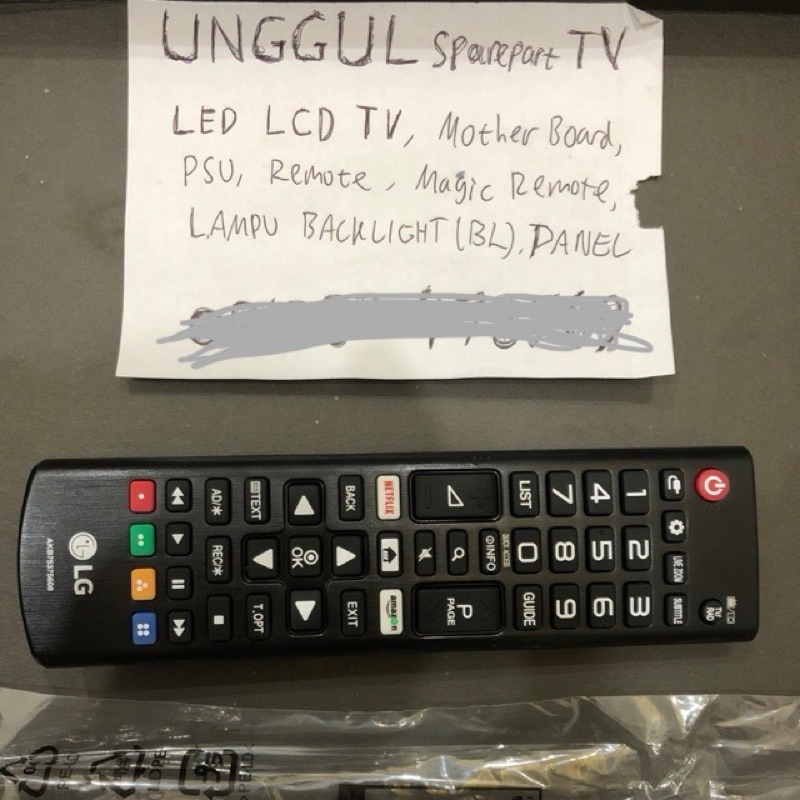 UNGGUL Sparepart TV
LED LCD TV, Mother Board,
PSU, Remote, Magic Remote,
LAMPU BACKLIGHT (BL), PANEL
TV/
RAD
SUBTITLE
1 2 3
4 5 6
7 8 9
LIST 0 GUIDE
INFO
P
PAGE
NETFLIX
amazon
BACK EXIT
OK
TEXT T.OPT
AD/* REC/*
LG
AKB75375608